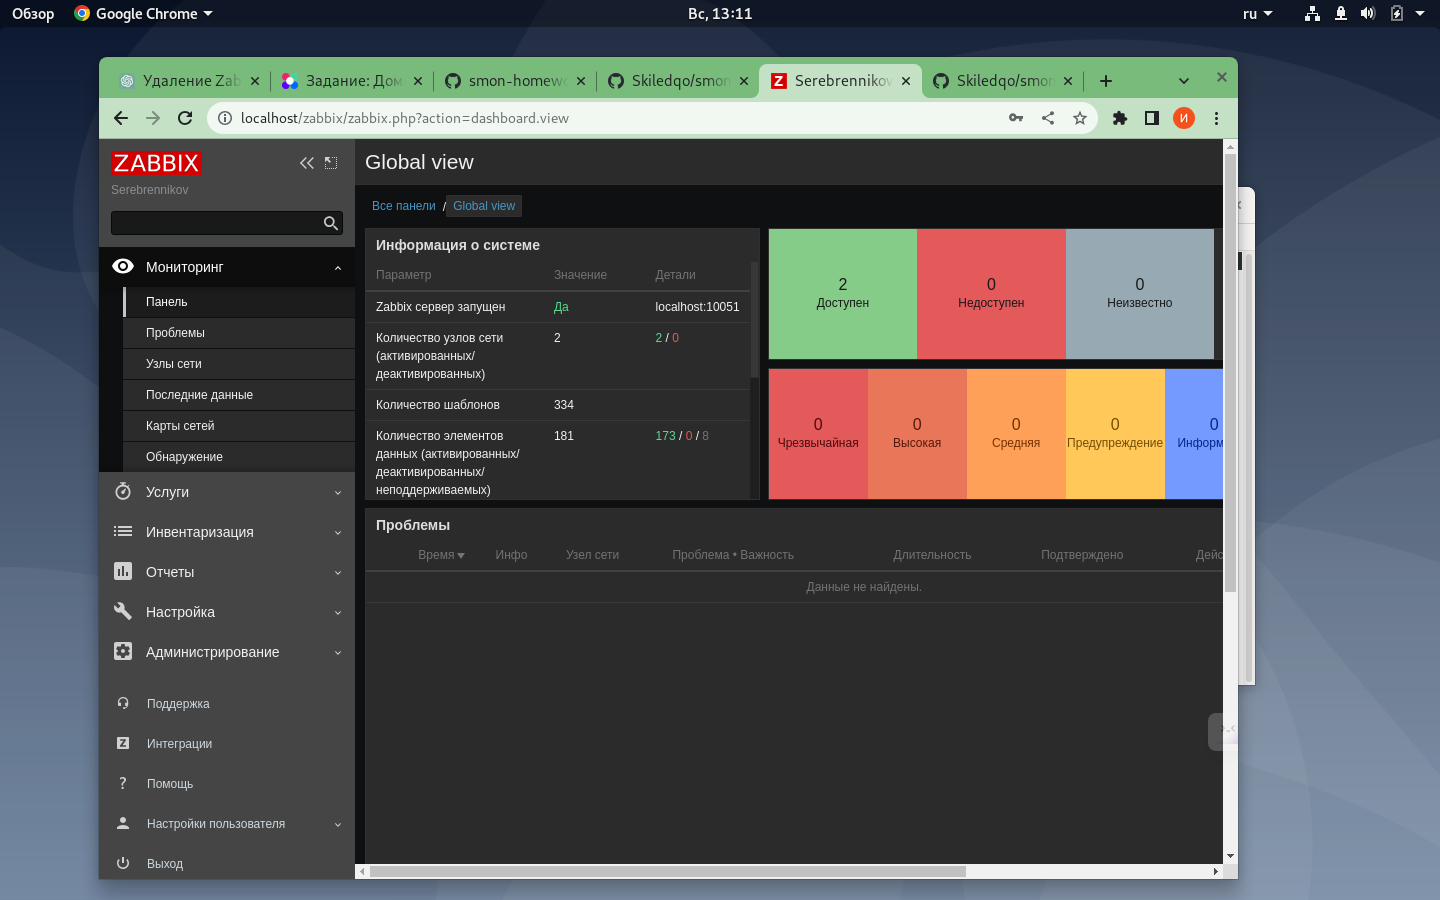 Обзор
Google Chrome
Вс, 13:11
ru
Удаление Zab
Задание: Дом
smon-homewo
Skiledqo/smon
Serebrennikov
Skiledqo/smon
localhost/zabbix/zabbix.php?action=dashboard.view
И
ZABBIX
Serebrennikov
Мониторинг
Панель
Проблемы
Узлы сети
Последние данные
Карты сетей
Обнаружение
Услуги
Инвентаризация
Отчеты
Настройка
Администрирование
Поддержка
Интеграции
Помощь
Настройки пользователя
Выход
Global view
Все панели / Global view
Информация о системе
Параметр Значение Детали
Zabbix сервер запущен Да localhost:10051
Количество узлов сети 2 2 / 0
(активированных/
деактивированных)
Количество шаблонов 334
Количество элементов 181 173 / 0 / 8
данных (активированных/
деактивированных/
неподдерживаемых)
2
Доступен
0
Недоступен
0
Неизвестно
0
Чрезвычайная
0
Высокая
0
Средняя
0
Предупреждение
0
Информ
Проблемы
Время Инфо Узел сети Проблема • Важность Длительность Подтверждено Дейс
Данные не найдены.